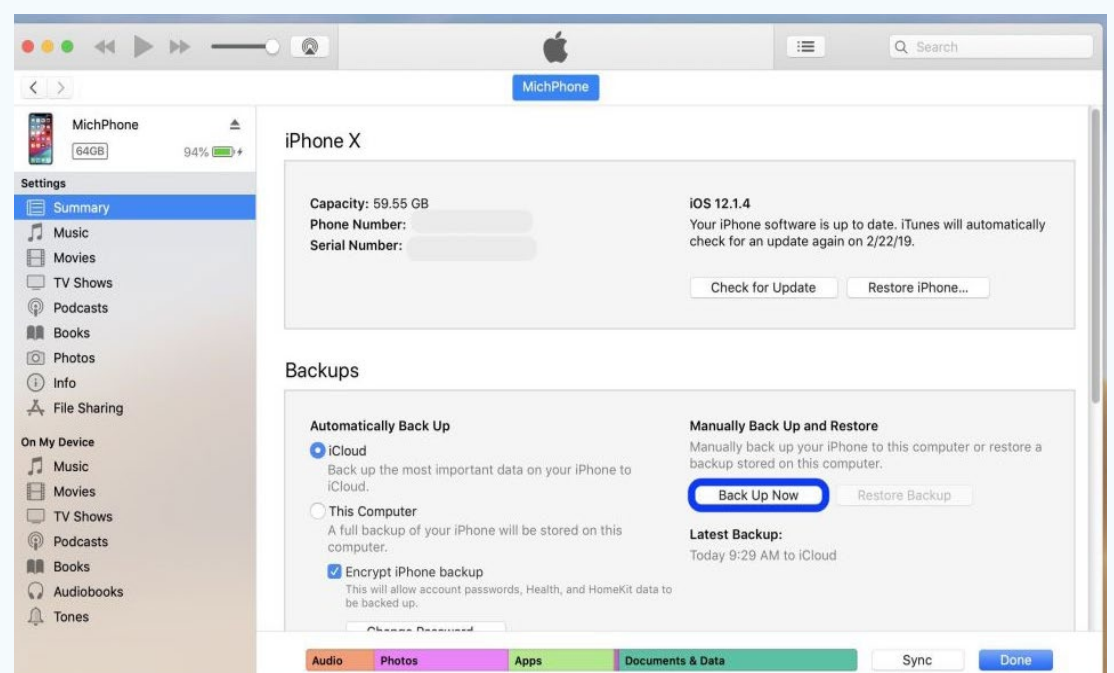 Search
MichPhone
MichPhone
64GB
94%
Settings
Summary
Music
Movies
TV Shows
Podcasts
Books
Photos
Info
File Sharing
On My Device
Music
Movies
TV Shows
Podcasts
Books
Audiobooks
Tones
iPhone X
Capacity: 59.55 GB
Phone Number:
Serial Number:
iOS 12.1.4
Your iPhone software is up to date. iTunes will automatically
check for an update again on 2/22/19.
Check for Update
Restore iPhone...
Backups
Automatically Back Up
iCloud
Back up the most important data on your iPhone to
iCloud.
This Computer
A full backup of your iPhone will be stored on this
computer.
Encrypt iPhone backup
This will allow account passwords, Health, and HomeKit data to
be backed up.
Change Password
Manually Back Up and Restore
Manually back up your iPhone to this computer or restore a
backup stored on this computer.
Back Up Now
Restore Backup
Latest Backup:
Today 9:29 AM to iCloud
Audio
Photos
Apps
Documents & Data
Sync
Done